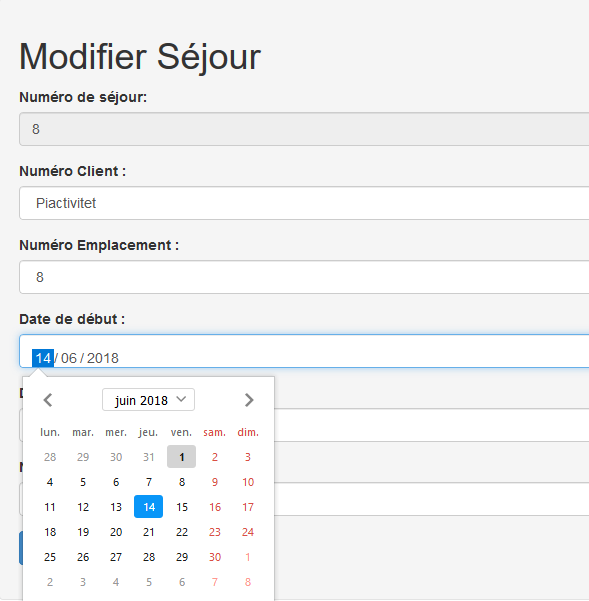 Modifier Séjour
Numéro de séjour:
8
Numéro Client :
Piactivitet
Numéro Emplacement :
8
Date de début :
14 / 06 / 2018
juin 2018
lun. mar. mer. jeu. ven. sam. dim.
28 29 30 31 1 2 3
4 5 6 7 8 9 10
11 12 13 14 15 16 17
18 19 20 21 22 23 24
25 26 27 28 29 30 1
2 3 4 5 6 7 8